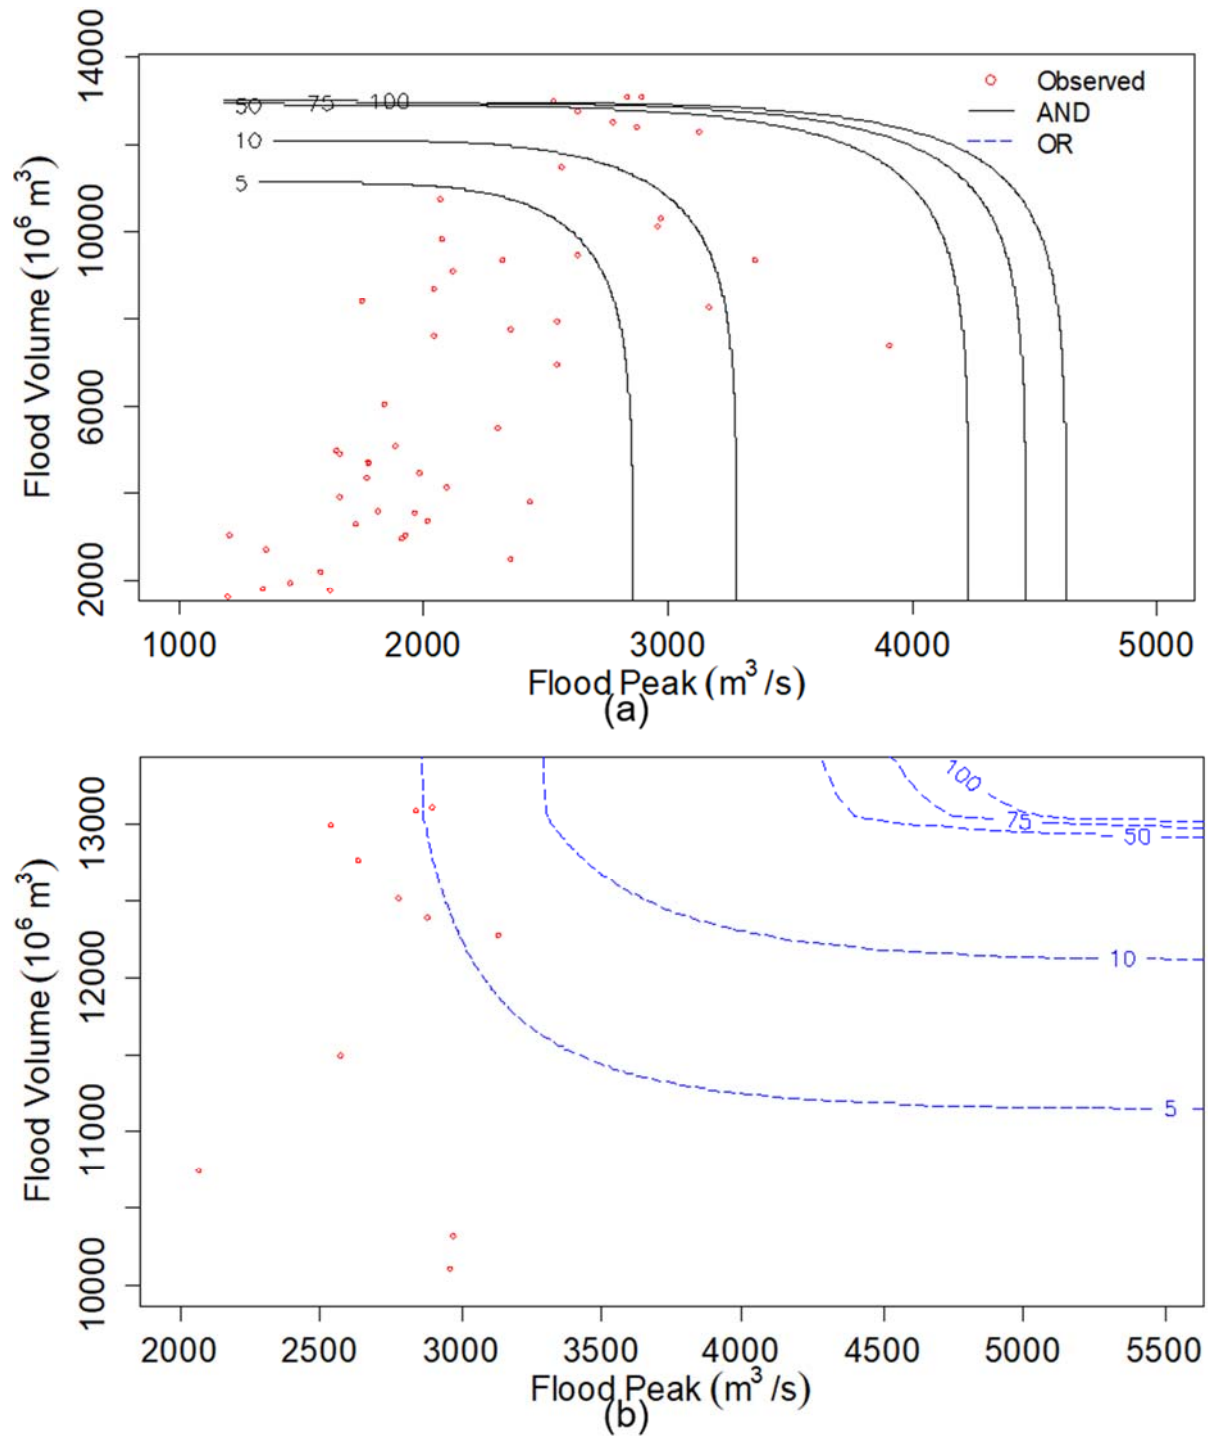 14000
10000
6000
2000
Flood Volume (10⁶ m³)
50 75 100
10
5
Observed
AND
OR
1000 2000 3000 4000 5000
Flood Peak (m³/s)
(a)
13000
12000
11000
10000
Flood Volume (10⁶ m³)
100
75
50
10
5
2000 2500 3000 3500 4000 4500 5000 5500
Flood Peak (m³/s)
(b)